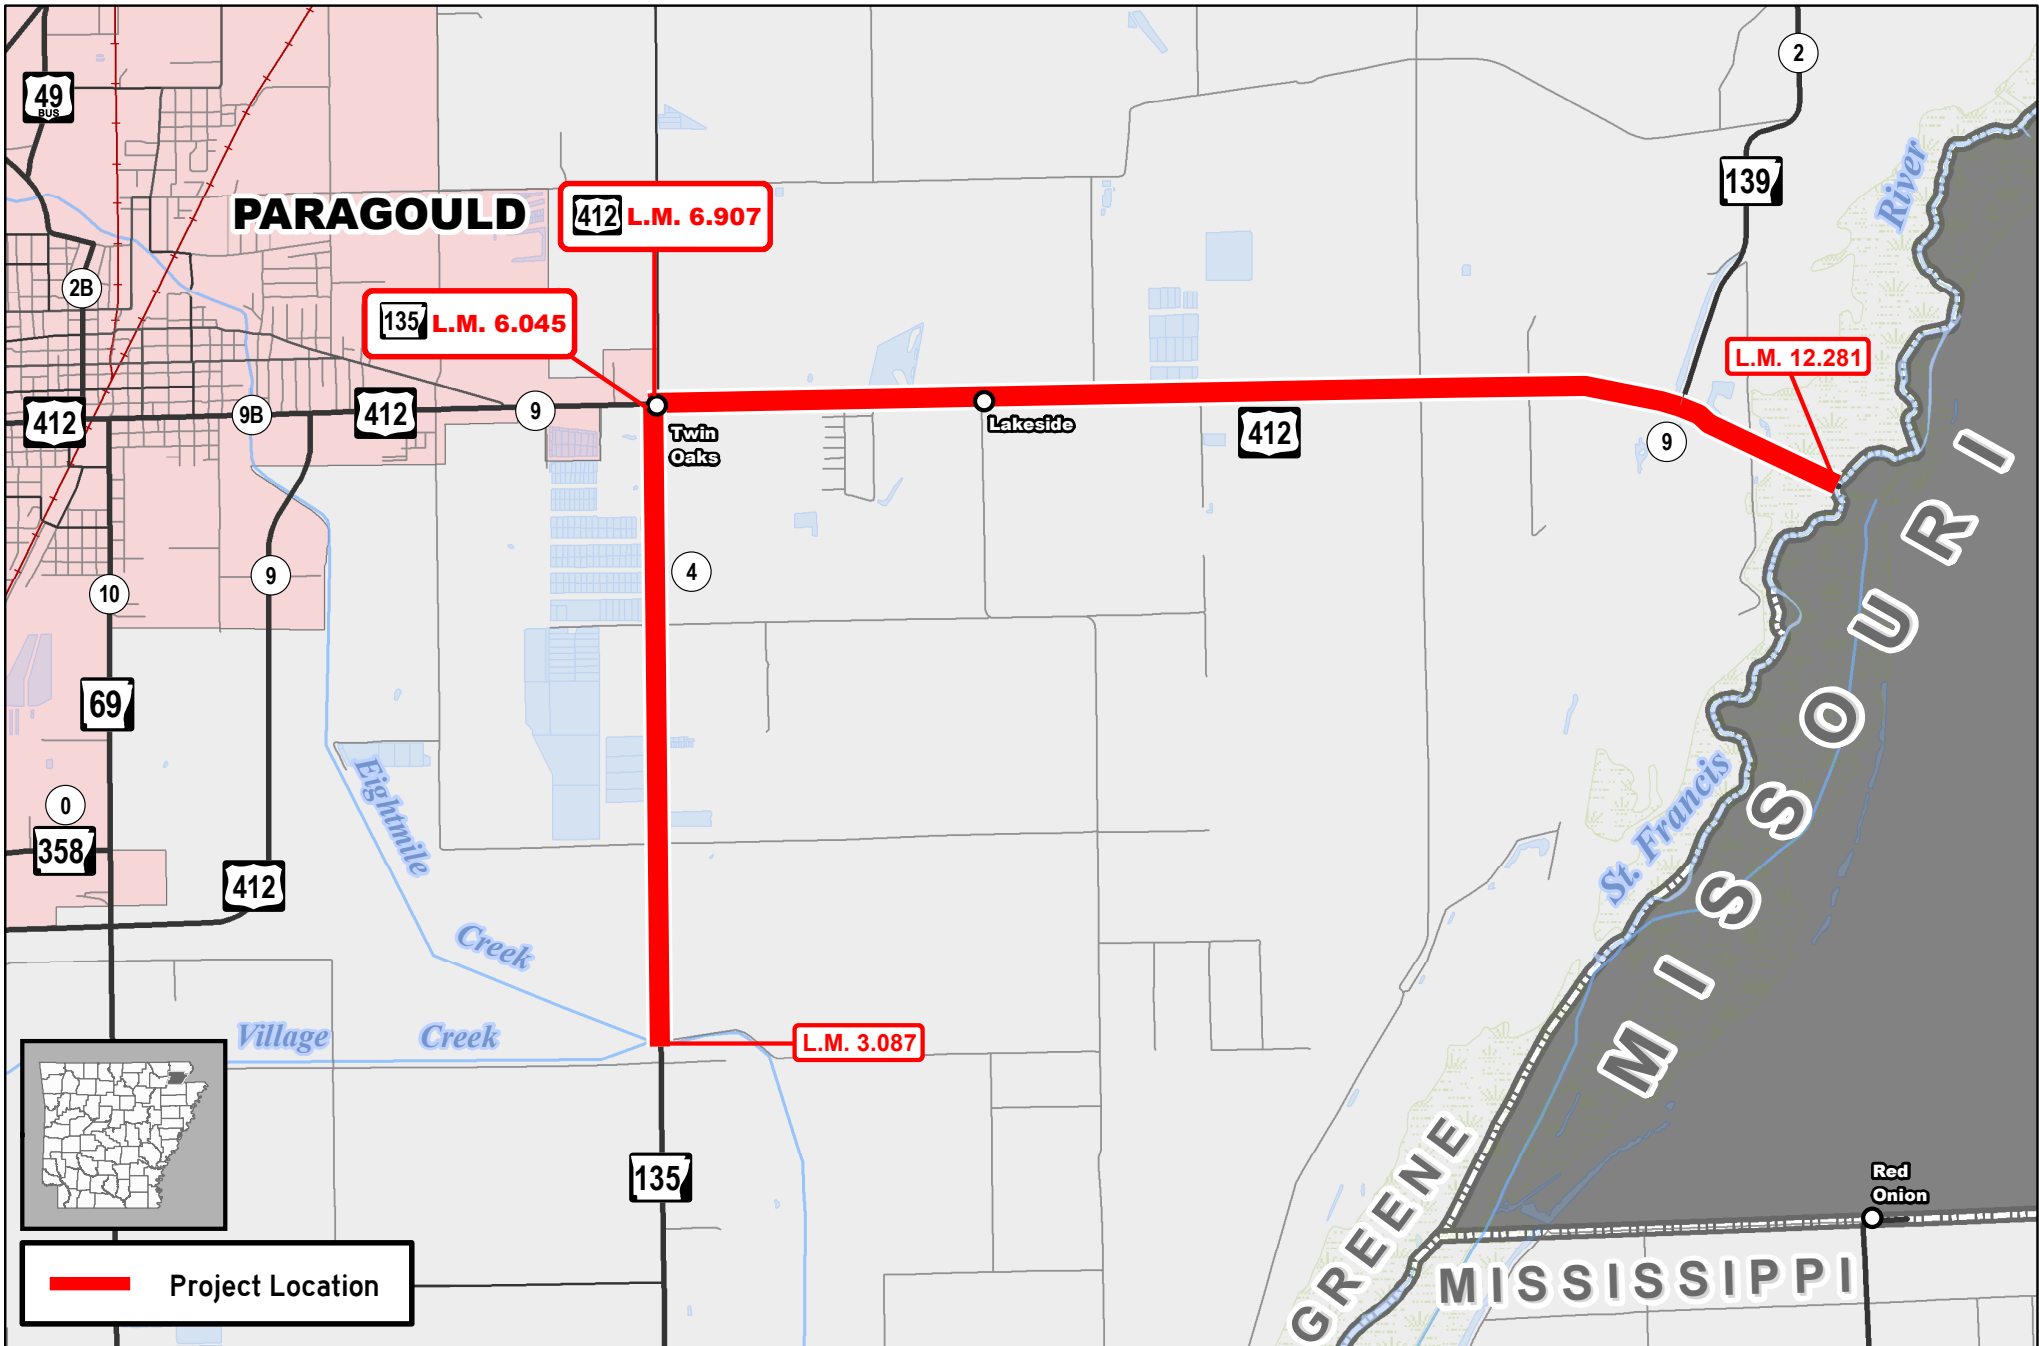 2
49
BUS
River
139
PARAGOULD
412 L.M. 6.907
2B
135 L.M. 6.045
L.M. 12.281
412
9B
412
9
Twin
Oaks
Lakeside
412
9
4
9
10
69
0
358
412
Eightmile
Creek
Village Creek
L.M. 3.087
135
St. Francis
MISSOURI
GREENE
MISSISSIPPI
Red
Onion
Project Location